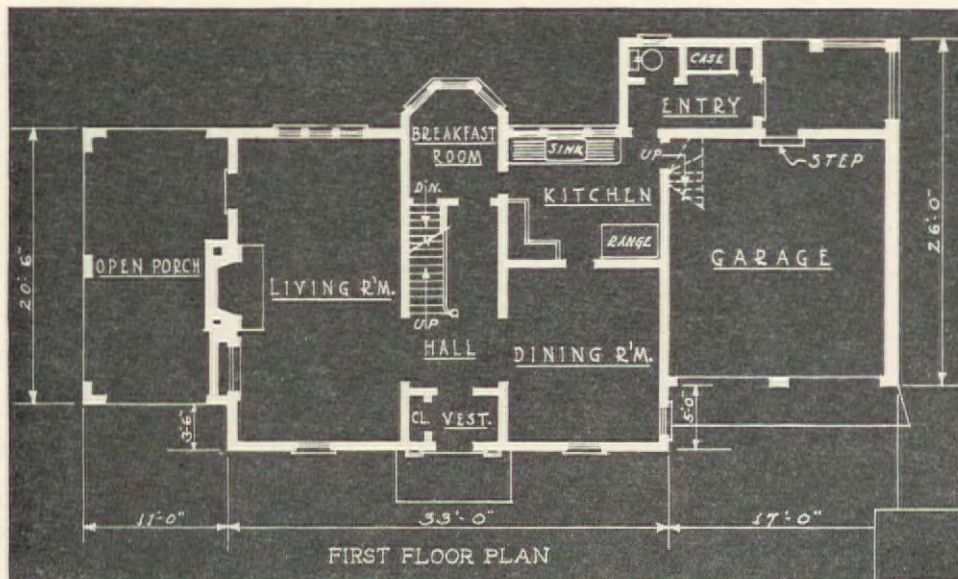 CASE
ENTRY
BREAKFAST
ROOM
SINK
UP
STEP
DN.
KITCHEN
RANGE
GARAGE
26'-0"
20'-6"
OPEN PORCH
LIVING R'M.
UP
HALL
DINING R'M.
CL. VEST.
3'-6"
5'-0"
11'-0"
33'-0"
17'-0"
FIRST FLOOR PLAN